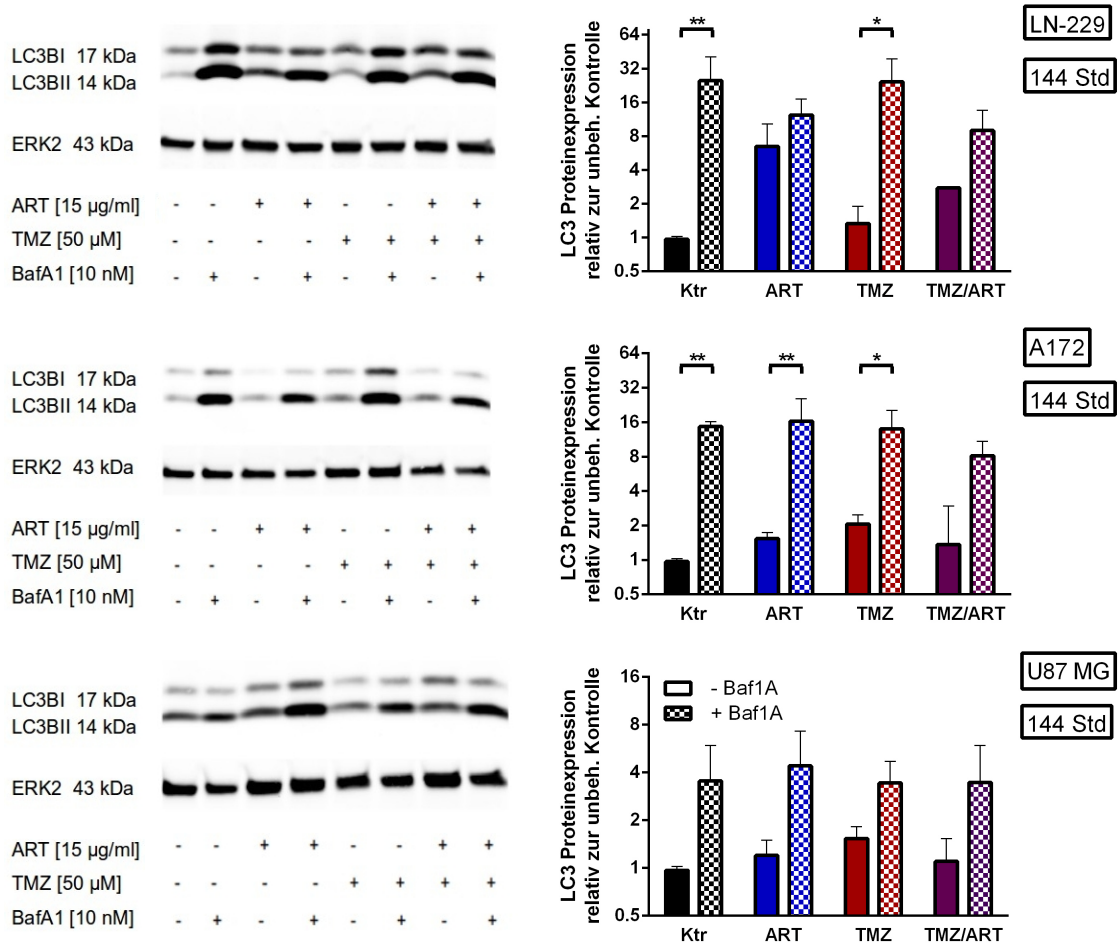 LC3BI 17 kDa
LC3BII 14 kDa
ERK2 43 kDa
ART [15 µg/ml] - - + + - - + +
TMZ [50 µM] - - - - + + + +
BafA1 [10 nM] - + - + - + - +
LC3 Proteinexpression
relativ zur unbeh. Kontrolle
64
32
16
8
4
2
1
0.5
** *
Ktr ART TMZ TMZ/ART
LN-229
144 Std
LC3BI 17 kDa
LC3BII 14 kDa
ERK2 43 kDa
ART [15 µg/ml] - - + + - - + +
TMZ [50 µM] - - - - + + + +
BafA1 [10 nM] - + - + - + - +
LC3 Proteinexpression
relativ zur unbeh. Kontrolle
64
32
16
8
4
2
1
0.5
** ** *
Ktr ART TMZ TMZ/ART
A172
144 Std
LC3BI 17 kDa
LC3BII 14 kDa
ERK2 43 kDa
ART [15 µg/ml] - - + + - - + +
TMZ [50 µM] - - - - + + + +
BafA1 [10 nM] - + - + - + - +
LC3 Proteinexpression
relativ zur unbeh. Kontrolle
16
8
4
2
1
0.5
- Baf1A
+ Baf1A
Ktr ART TMZ TMZ/ART
U87 MG
144 Std